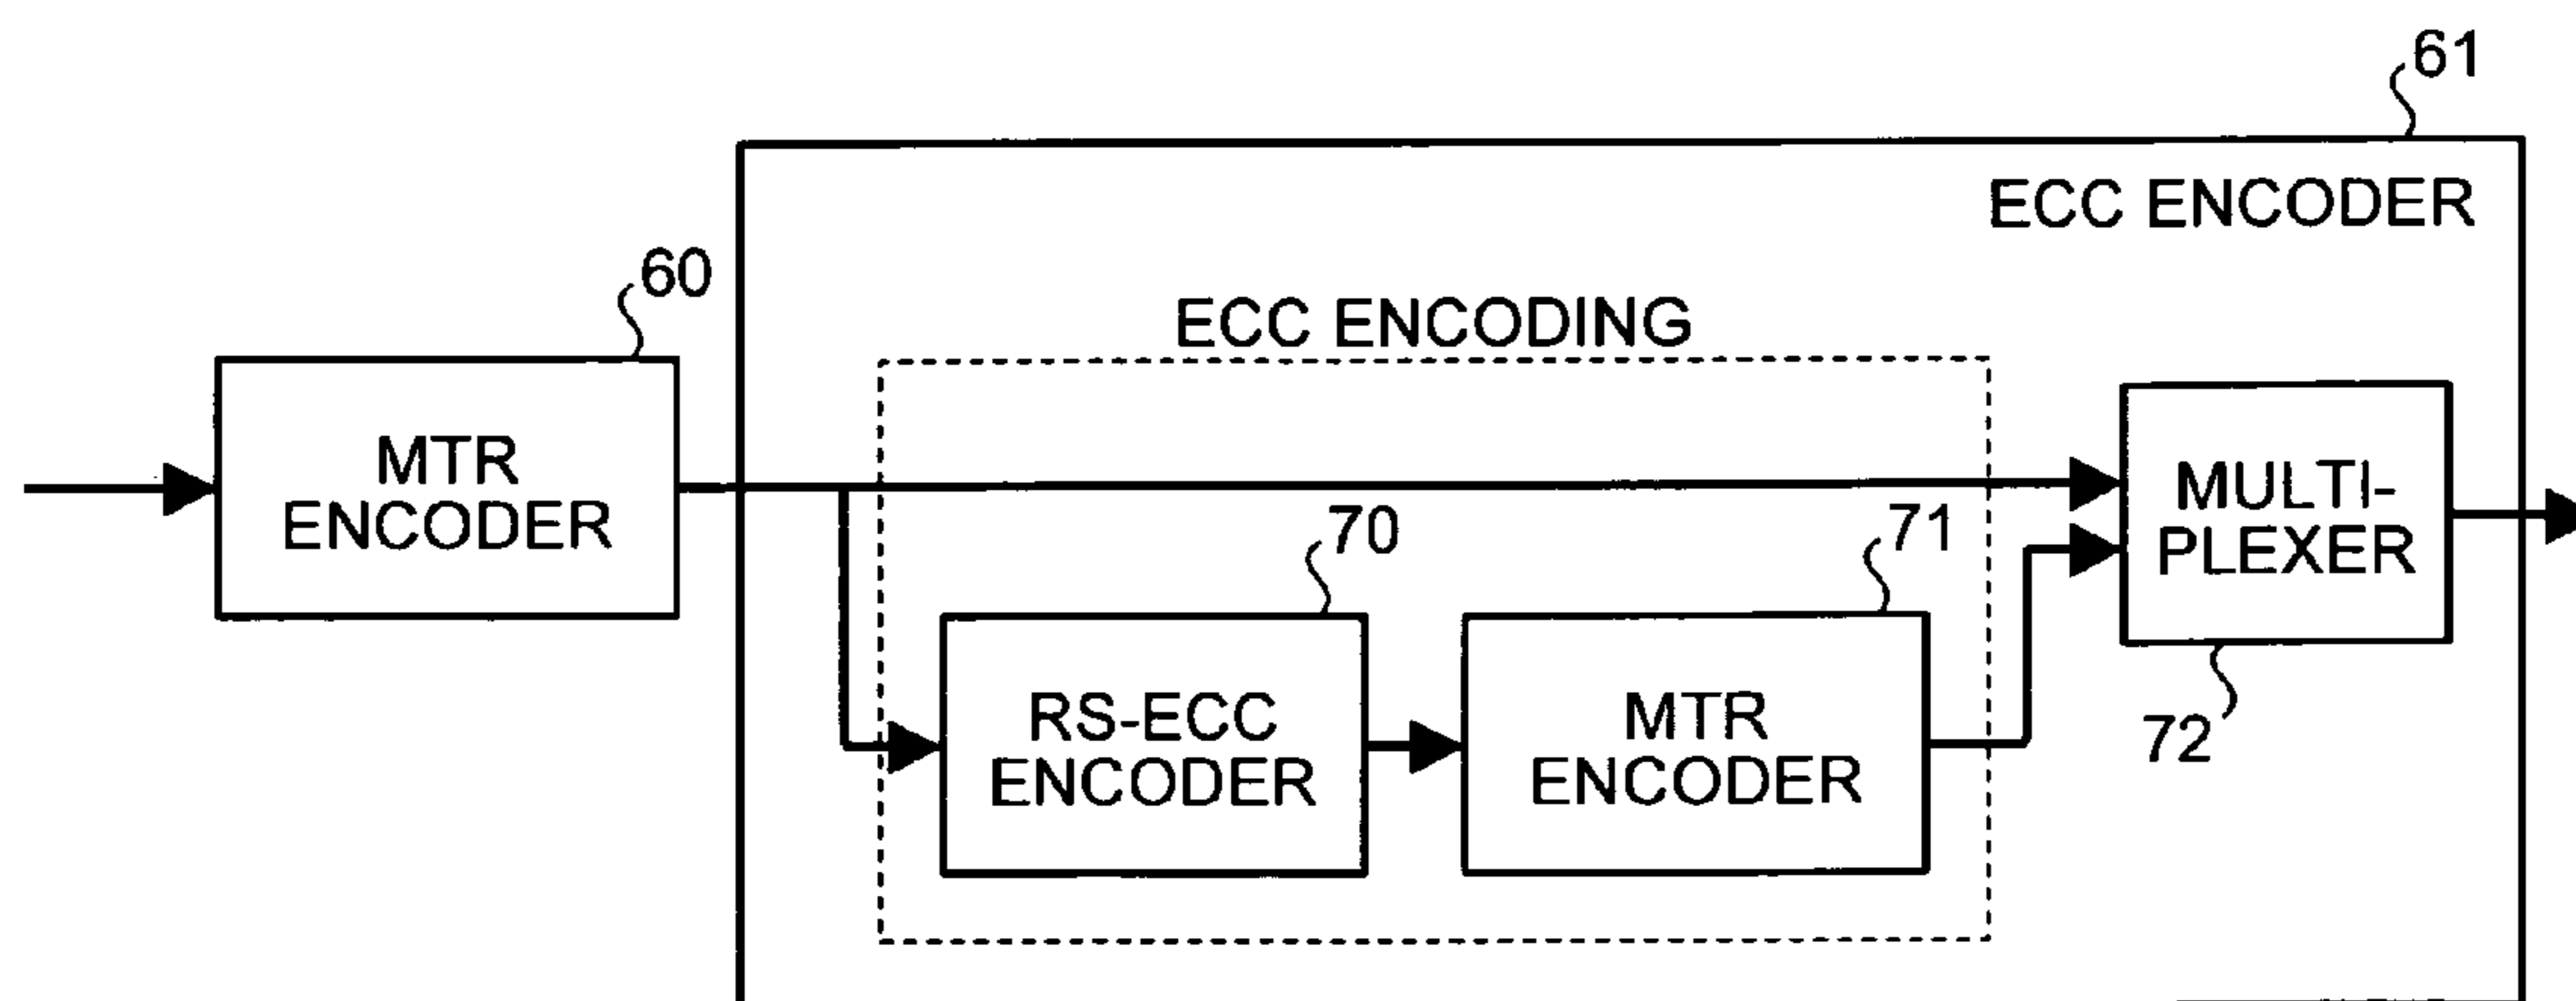 61
ECC ENCODER
60
ECC ENCODING
MTR
ENCODER
MULTI-
PLEXER
70
71
RS-ECC
ENCODER
MTR
ENCODER
72